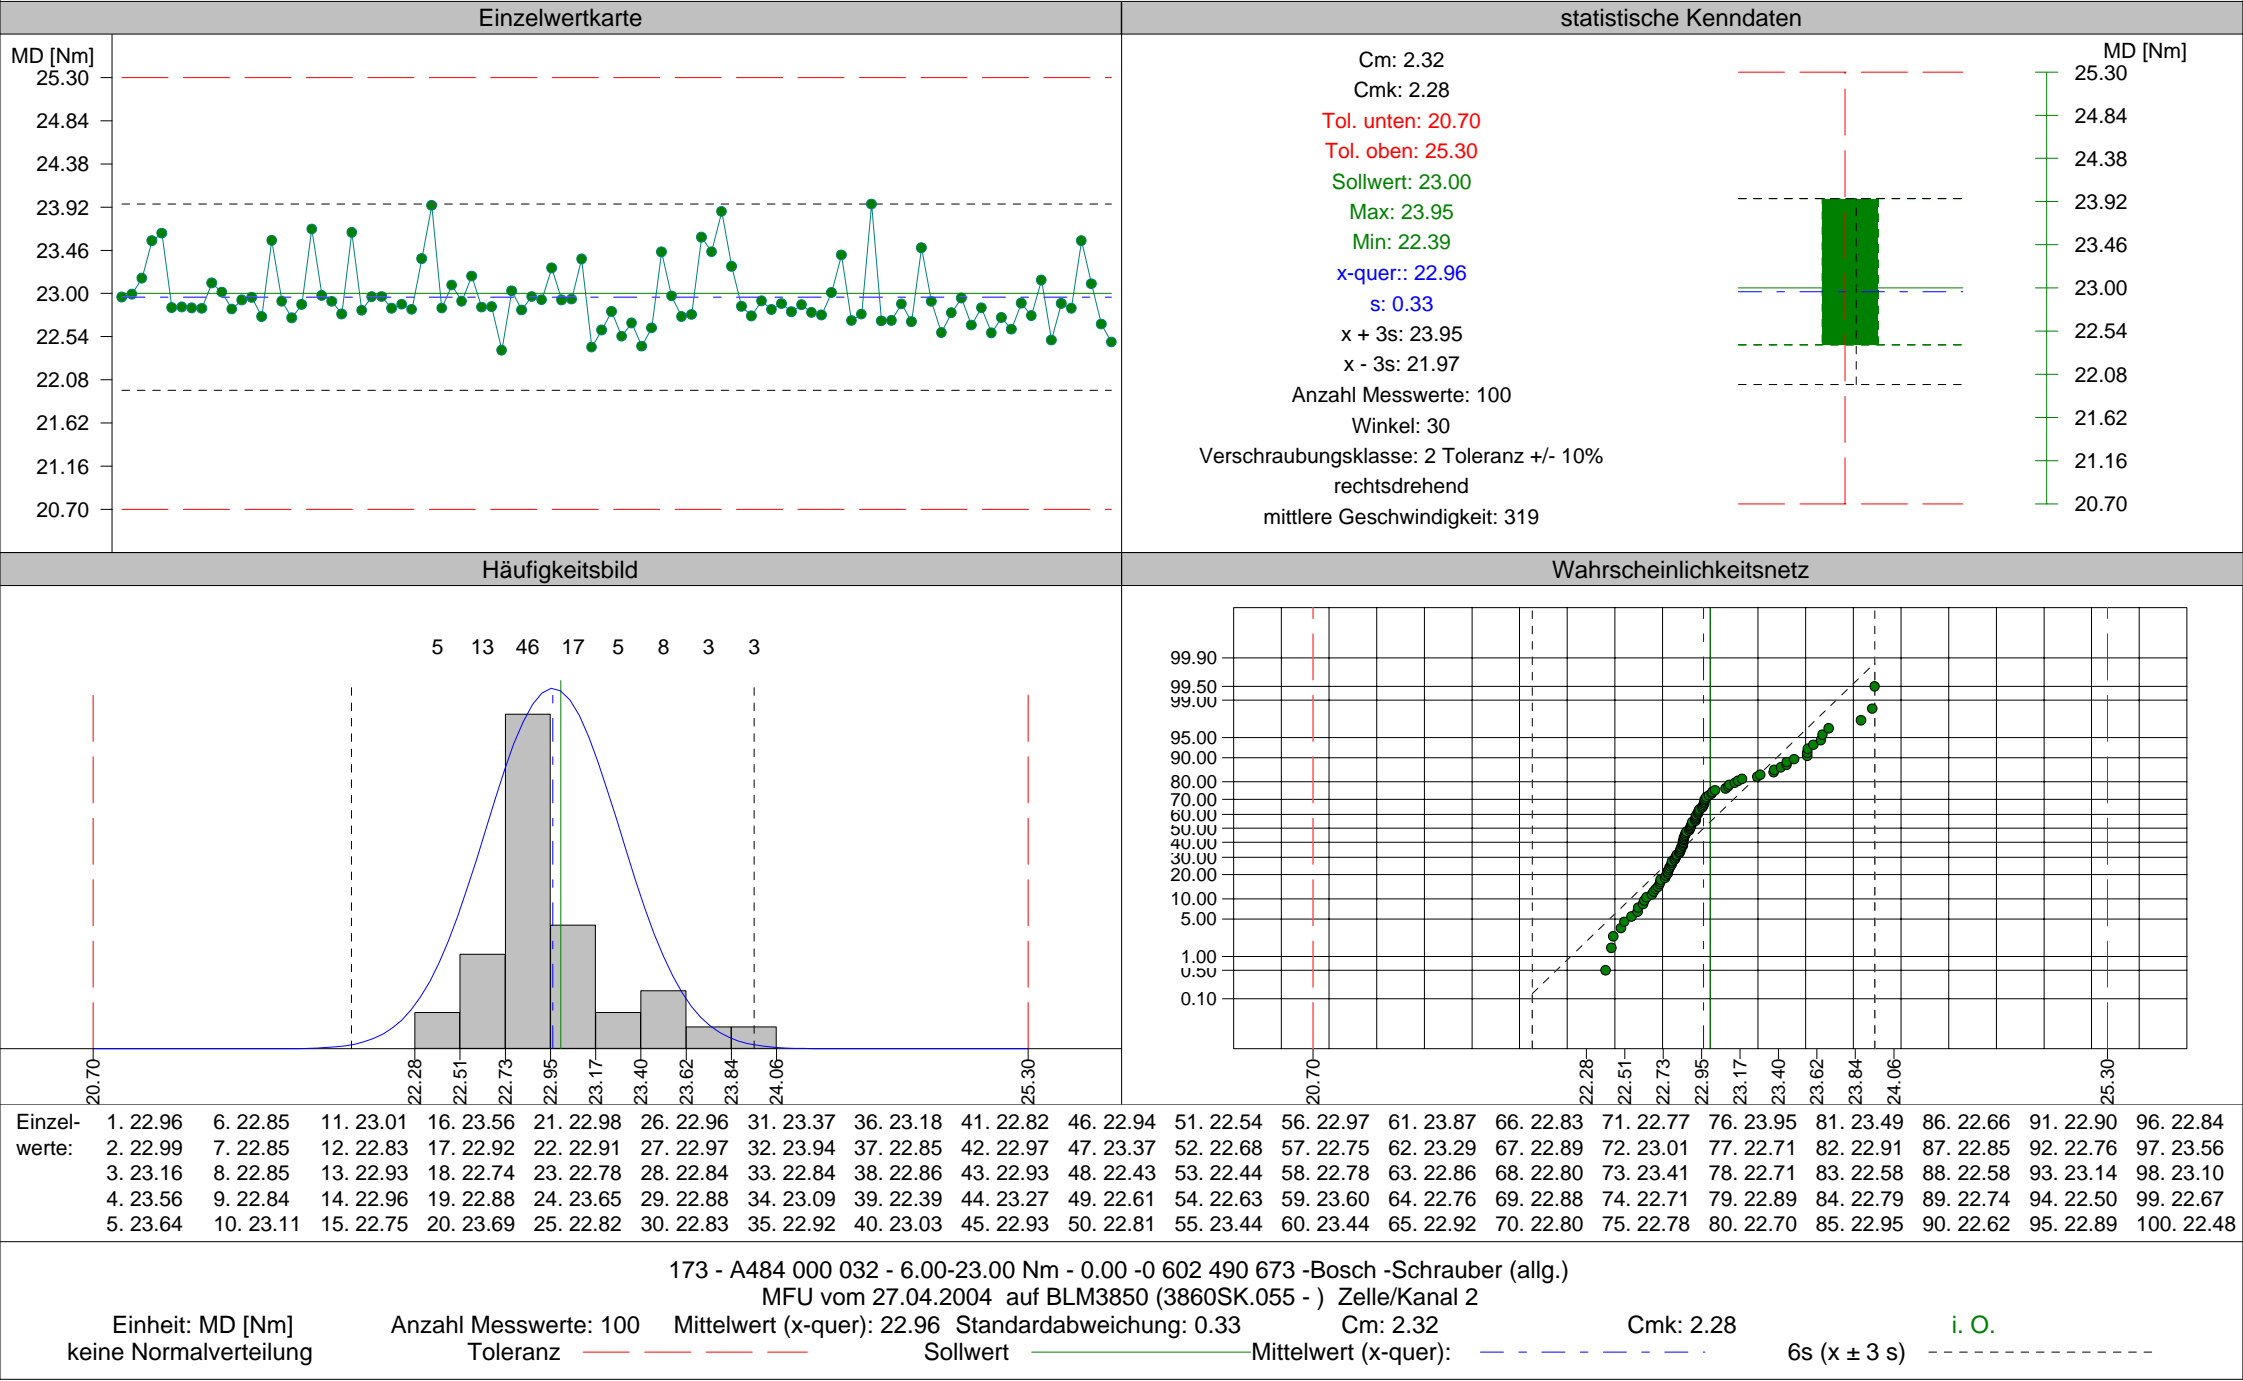 Einzelwertkarte
statistische Kenndaten
MD [Nm]
25.30
24.84
24.38
23.92
23.46
23.00
22.54
22.08
21.62
21.16
20.70
Cm: 2.32
Cmk: 2.28
Tol. unten: 20.70
Tol. oben: 25.30
Sollwert: 23.00
Max: 23.95
Min: 22.39
x-quer:: 22.96
s: 0.33
x + 3s: 23.95
x - 3s: 21.97
Anzahl Messwerte: 100
Winkel: 30
Verschraubungsklasse: 2 Toleranz +/- 10%
rechtsdrehend
mittlere Geschwindigkeit: 319
MD [Nm]
25.30
24.84
24.38
23.92
23.46
23.00
22.54
22.08
21.62
21.16
20.70
Häufigkeitsbild
Wahrscheinlichkeitsnetz
5 13 46 17 5 8 3 3
20.70 22.28 22.51 22.73 22.95 23.17 23.40 23.62 23.84 24.06 25.30
99.90
99.50
99.00
95.00
90.00
80.00
70.00
60.00
50.00
40.00
30.00
20.00
10.00
5.00
1.00
0.50
0.10
20.70 22.28 22.51 22.73 22.95 23.17 23.40 23.62 23.84 24.06 25.30
Einzel- 1. 22.96 6. 22.85 11. 23.01 16. 23.56 21. 22.98 26. 22.96 31. 23.37 36. 23.18 41. 22.82 46. 22.94 51. 22.54 56. 22.97 61. 23.87 66. 22.83 71. 22.77 76. 23.95 81. 23.49 86. 22.66 91. 22.90 96. 22.84
werte: 2. 22.99 7. 22.85 12. 22.83 17. 22.92 22. 22.91 27. 22.97 32. 23.94 37. 22.85 42. 22.97 47. 23.37 52. 22.68 57. 22.75 62. 23.29 67. 22.89 72. 23.01 77. 22.71 82. 22.91 87. 22.85 92. 22.76 97. 23.56
3. 23.16 8. 22.85 13. 22.93 18. 22.74 23. 22.78 28. 22.84 33. 22.84 38. 22.86 43. 22.93 48. 22.43 53. 22.44 58. 22.78 63. 22.86 68. 22.80 73. 23.41 78. 22.71 83. 22.58 88. 22.58 93. 23.14 98. 23.10
4. 23.56 9. 22.84 14. 22.96 19. 22.88 24. 23.65 29. 22.88 34. 23.09 39. 22.39 44. 23.27 49. 22.61 54. 22.63 59. 23.60 64. 22.76 69. 22.88 74. 22.71 79. 22.89 84. 22.79 89. 22.74 94. 22.50 99. 22.67
5. 23.64 10. 23.11 15. 22.75 20. 23.69 25. 22.82 30. 22.83 35. 22.92 40. 23.03 45. 22.93 50. 22.81 55. 23.44 60. 23.44 65. 22.92 70. 22.80 75. 22.78 80. 22.70 85. 22.95 90. 22.62 95. 22.89 100. 22.48
173 - A484 000 032 - 6.00-23.00 Nm - 0.00 -0 602 490 673 -Bosch -Schrauber (allg.)
MFU vom 27.04.2004 auf BLM3850 (3860SK.055 - ) Zelle/Kanal 2
Einheit: MD [Nm] Anzahl Messwerte: 100 Mittelwert (x-quer): 22.96 Standardabweichung: 0.33 Cm: 2.32 Cmk: 2.28 i. O.
keine Normalverteilung Toleranz Sollwert Mittelwert (x-quer): 6s (x ± 3 s)